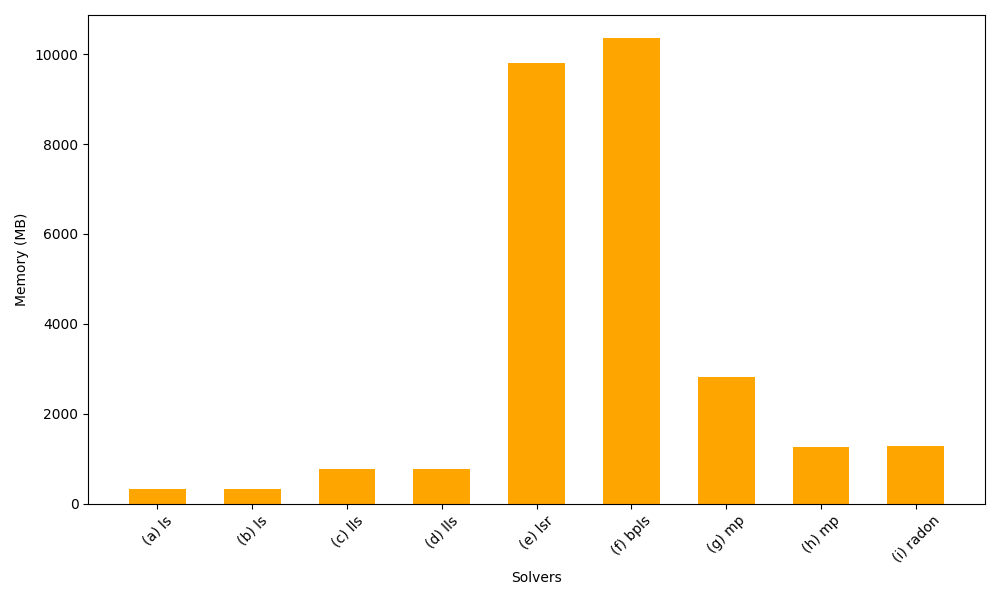 10000
8000
6000
4000
2000
0
Memory (MB)
(a) ls
(b) ls
(c) lls
(d) lls
(e) lsr
(f) bpls
(g) mp
(h) mp
(i) radon
Solvers